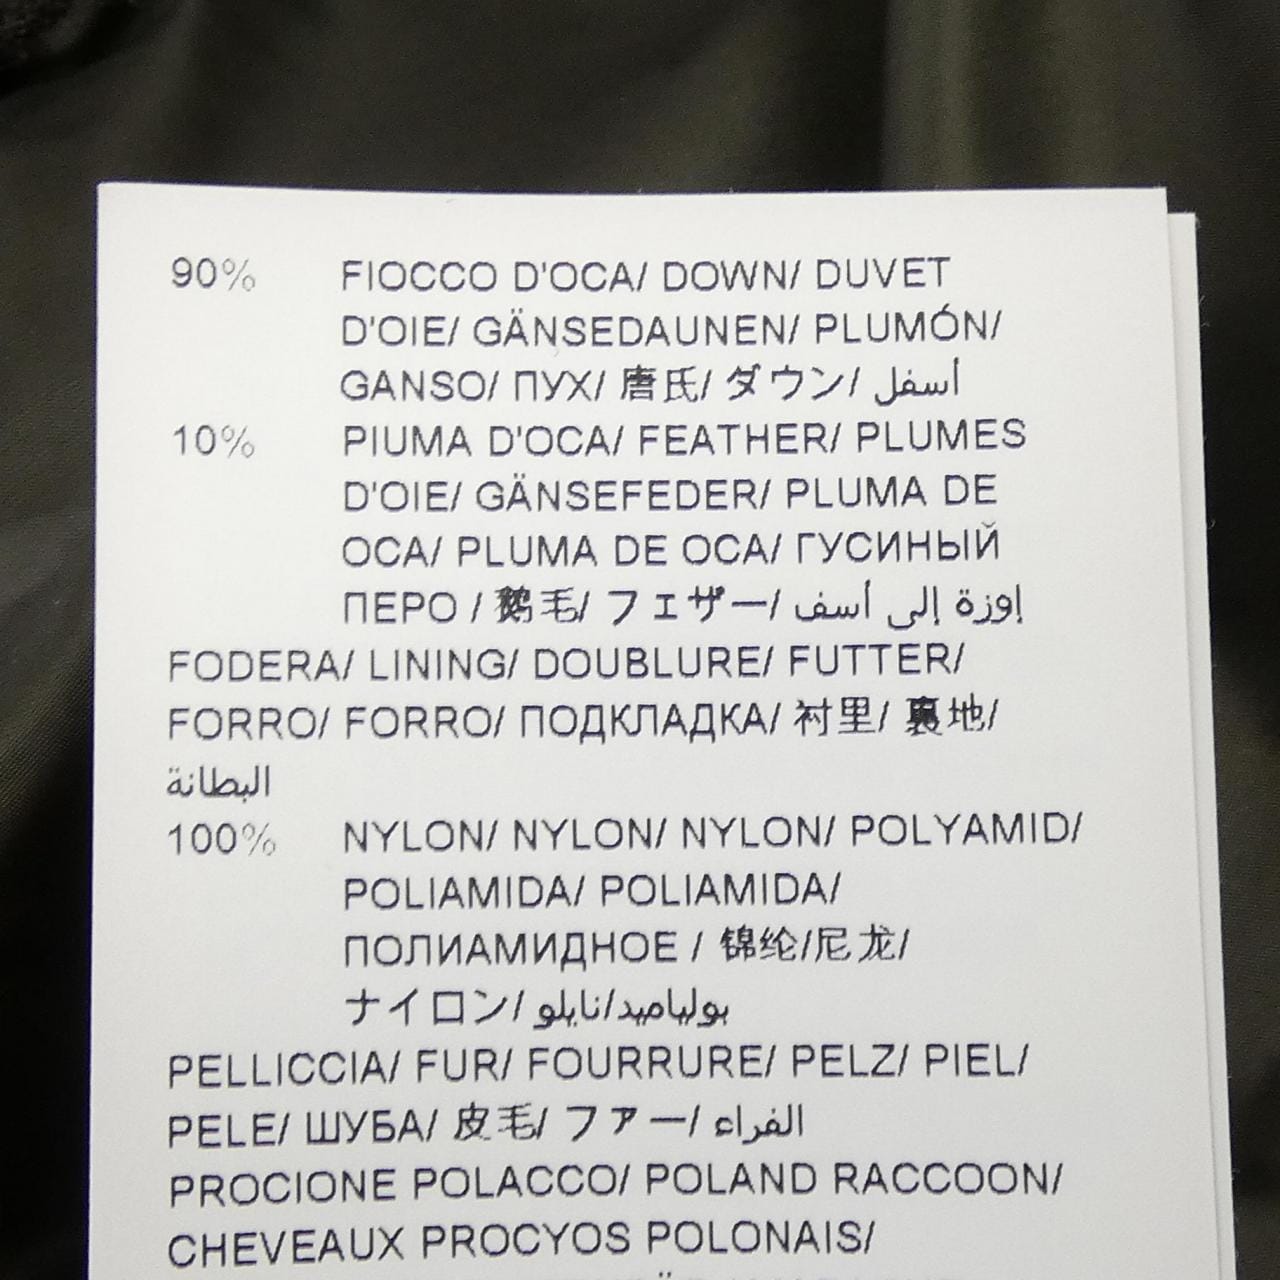 90% FIOCCO D'OCA/ DOWN/ DUVET
D'OIE/ GÄNSEDAUNEN/ PLUMÓN/
GANSO/ ПУХ/ 唐氏/ ダウン/ أسفل
10% PIUMA D'OCA/ FEATHER/ PLUMES
D'OIE/ GÄNSEFEDER/ PLUMA DE
OCA/ PLUMA DE OCA/ ГУСИНЫЙ
ПЕРО / 鹅毛/ フェザー/ إوزة إلى أسف
FODERA/ LINING/ DOUBLURE/ FUTTER/
FORRO/ FORRO/ ПОДКЛАДКА/ 衬里/ 裏地/
البطانة
100% NYLON/ NYLON/ NYLON/ POLYAMID/
POLIAMIDA/ POLIAMIDA/
ПОЛИАМИДНОЕ / 锦纶/尼龙/
ナイロン/ بولياميد/نايلو
PELLICCIA/ FUR/ FOURRURE/ PELZ/ PIEL/
PELE/ ШУБА/ 皮毛/ ファー/ الفراء
PROCIONE POLACCO/ POLAND RACCOON/
CHEVEAUX PROCYOS POLONAIS/